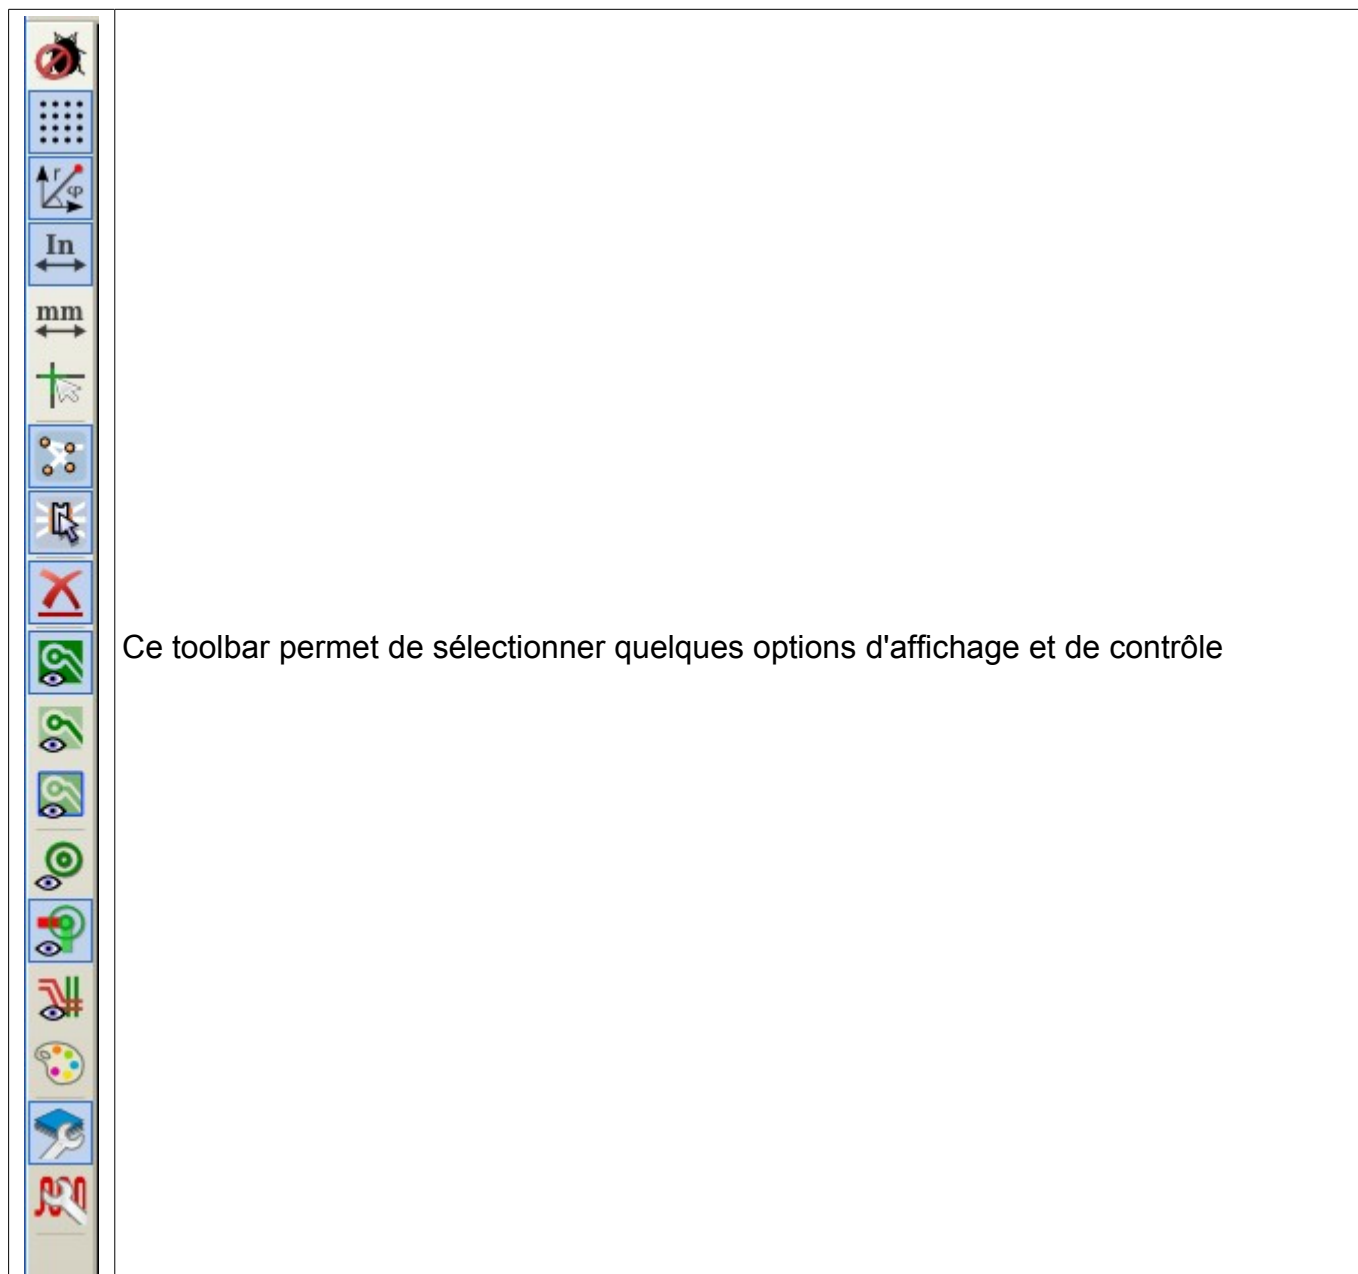 r
φ
In
mm
Ce toolbar permet de sélectionner quelques options d'affichage et de contrôle